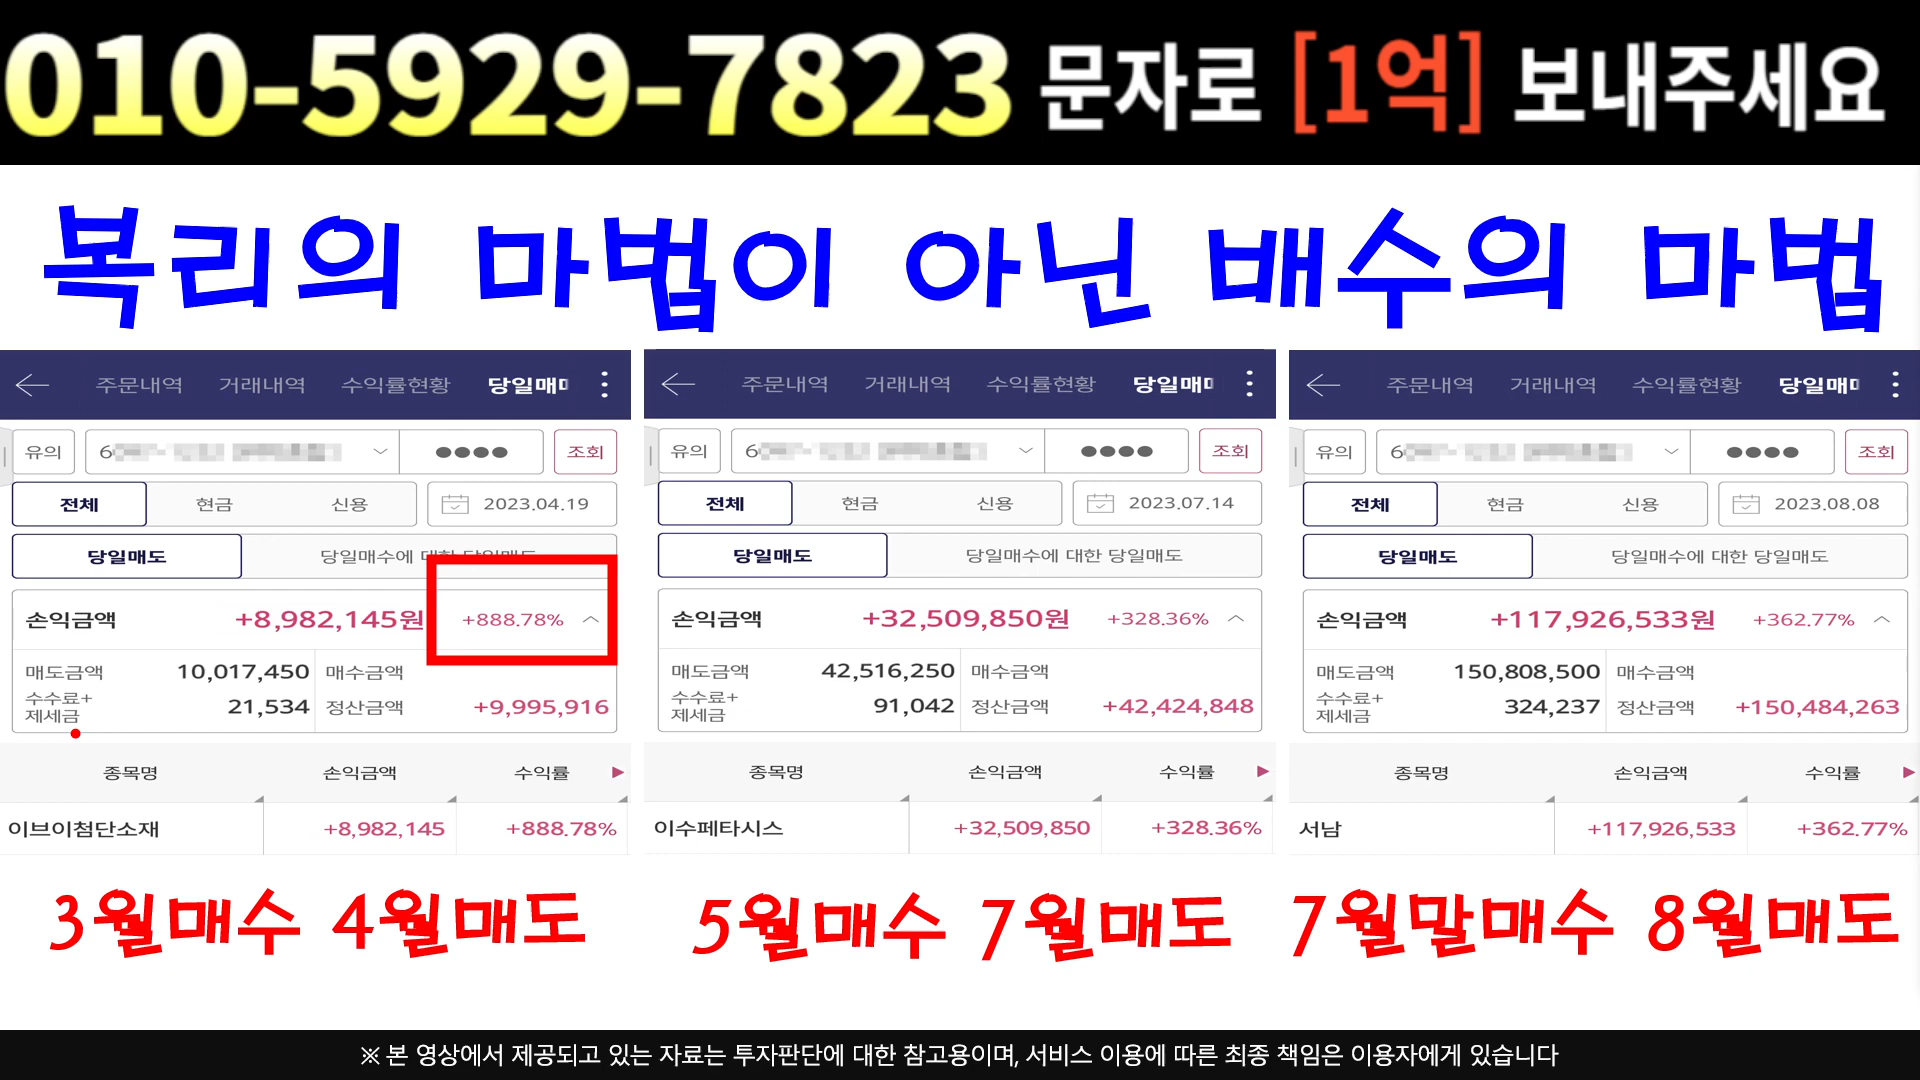 010-5929-7823 문자로 [1억] 보내주세요
복리의 마법이 아닌 배수의 마법
주문내역 거래내역 수익률현황 당일매
유의 6 ●●●● 조회
전체 현금 신용 2023.04.19
당일매도 당일매수에 대한 당일매도
손익금액 +8,982,145원 +888.78%
매도금액 10,017,450 매수금액
수수료+
제세금 21,534 정산금액 +9,995,916
종목명 손익금액 수익률
이브이첨단소재 +8,982,145 +888.78%
3월매수 4월매도
주문내역 거래내역 수익률현황 당일매
유의 6 ●●●● 조회
전체 현금 신용 2023.07.14
당일매도 당일매수에 대한 당일매도
손익금액 +32,509,850원 +328.36%
매도금액 42,516,250 매수금액
수수료+
제세금 91,042 정산금액 +42,424,848
종목명 손익금액 수익률
이수페타시스 +32,509,850 +328.36%
5월매수 7월매도
주문내역 거래내역 수익률현황 당일매
유의 6 ●●●● 조회
전체 현금 신용 2023.08.08
당일매도 당일매수에 대한 당일매도
손익금액 +117,926,533원 +362.77%
매도금액 150,808,500 매수금액
수수료+
제세금 324,237 정산금액 +150,484,263
종목명 손익금액 수익률
서남 +117,926,533 +362.77%
7월말매수 8월매도
※ 본 영상에서 제공되고 있는 자료는 투자판단에 대한 참고용이며, 서비스 이용에 따른 최종 책임은 이용자에게 있습니다